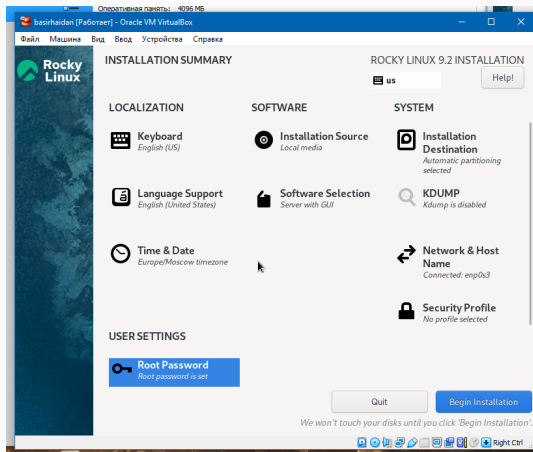 Оперативная память: 4096 МБ
basirhaidari [Работает] - Oracle VM VirtualBox
Файл Машина Вид Ввод Устройства Справка
Rocky
Linux
INSTALLATION SUMMARY
ROCKY LINUX 9.2 INSTALLATION
us
Help!
LOCALIZATION
Keyboard
English (US)
Language Support
English (United States)
Time & Date
Europe/Moscow timezone
SOFTWARE
Installation Source
Local media
Software Selection
Server with GUI
SYSTEM
Installation
Destination
Automatic partitioning
selected
KDUMP
Kdump is disabled
Network & Host
Name
Connected: enp0s3
Security Profile
No profile selected
USER SETTINGS
Root Password
Root password is set
Quit
Begin Installation
We won't touch your disks until you click 'Begin Installation'.
Right Ctrl